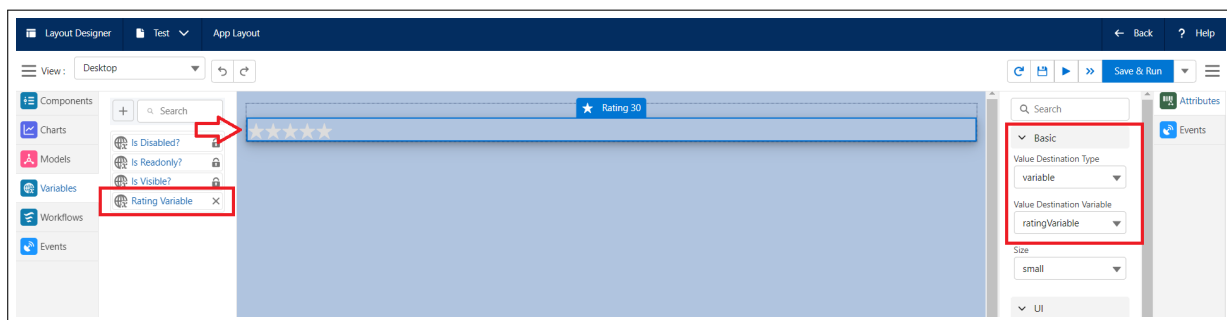 Layout Designer
Test
App Layout
Back
? Help
View :
Desktop
Save & Run
Components
Charts
Models
Variables
Workflows
Events
+
Search
Is Disabled?
Is Readonly?
Is Visible?
Rating Variable
Rating 30
Search
Basic
Value Destination Type
variable
Value Destination Variable
ratingVariable
Size
small
UI
Attributes
Events